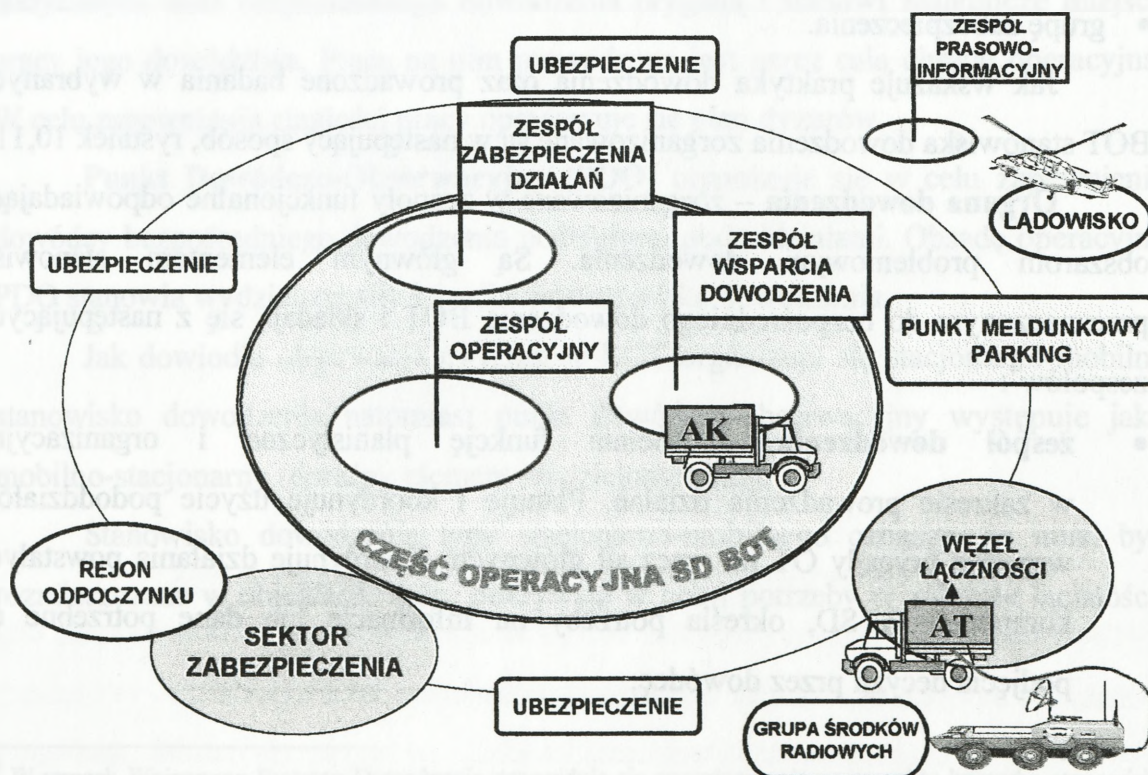 ZESPÓŁ
PRASOWO-
INFORMACYJNY
UBEZPIECZENIE
ZESPÓŁ
ZABEZPIECZENIA
DZIAŁAŃ
LĄDOWISKO
UBEZPIECZENIE
ZESPÓŁ
WSPARCIA
DOWODZENIA
ZESPÓŁ
OPERACYJNY
PUNKT MELDUNKOWY
PARKING
AK
CZĘŚĆ OPERACYJNA SD BOT
WĘZEŁ
ŁĄCZNOŚCI
REJON
ODPOCZYNKU
AT
SEKTOR
ZABEZPIECZENIA
UBEZPIECZENIE
GRUPA ŚRODKÓW
RADIOWYCH